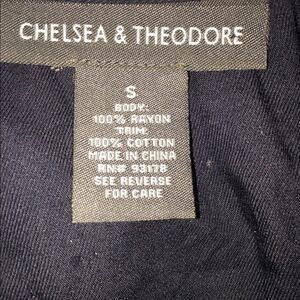 CHELSEA & THEODORE
S
BODY:
100% RAYON
TRIM:
100% COTTON
MADE IN CHINA
RN# 93178
SEE REVERSE
FOR CARE